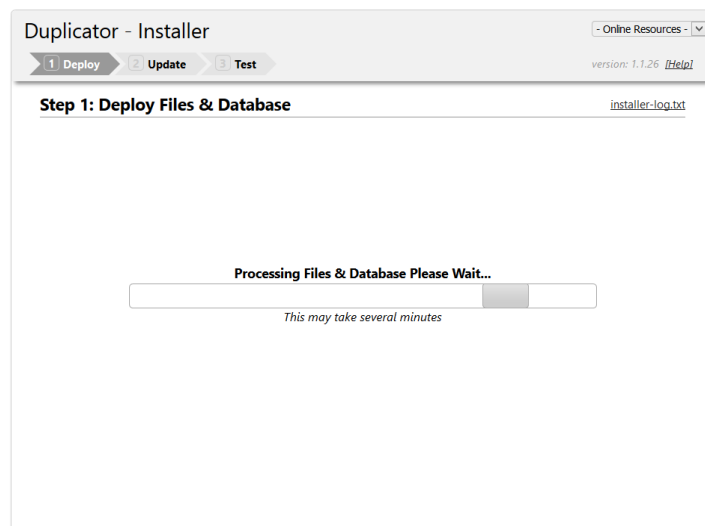 Duplicator - Installer
- Online Resources -
1 Deploy 2 Update 3 Test
version: 1.1.26 [Help]
Step 1: Deploy Files & Database
installer-log.txt
Processing Files & Database Please Wait...
This may take several minutes